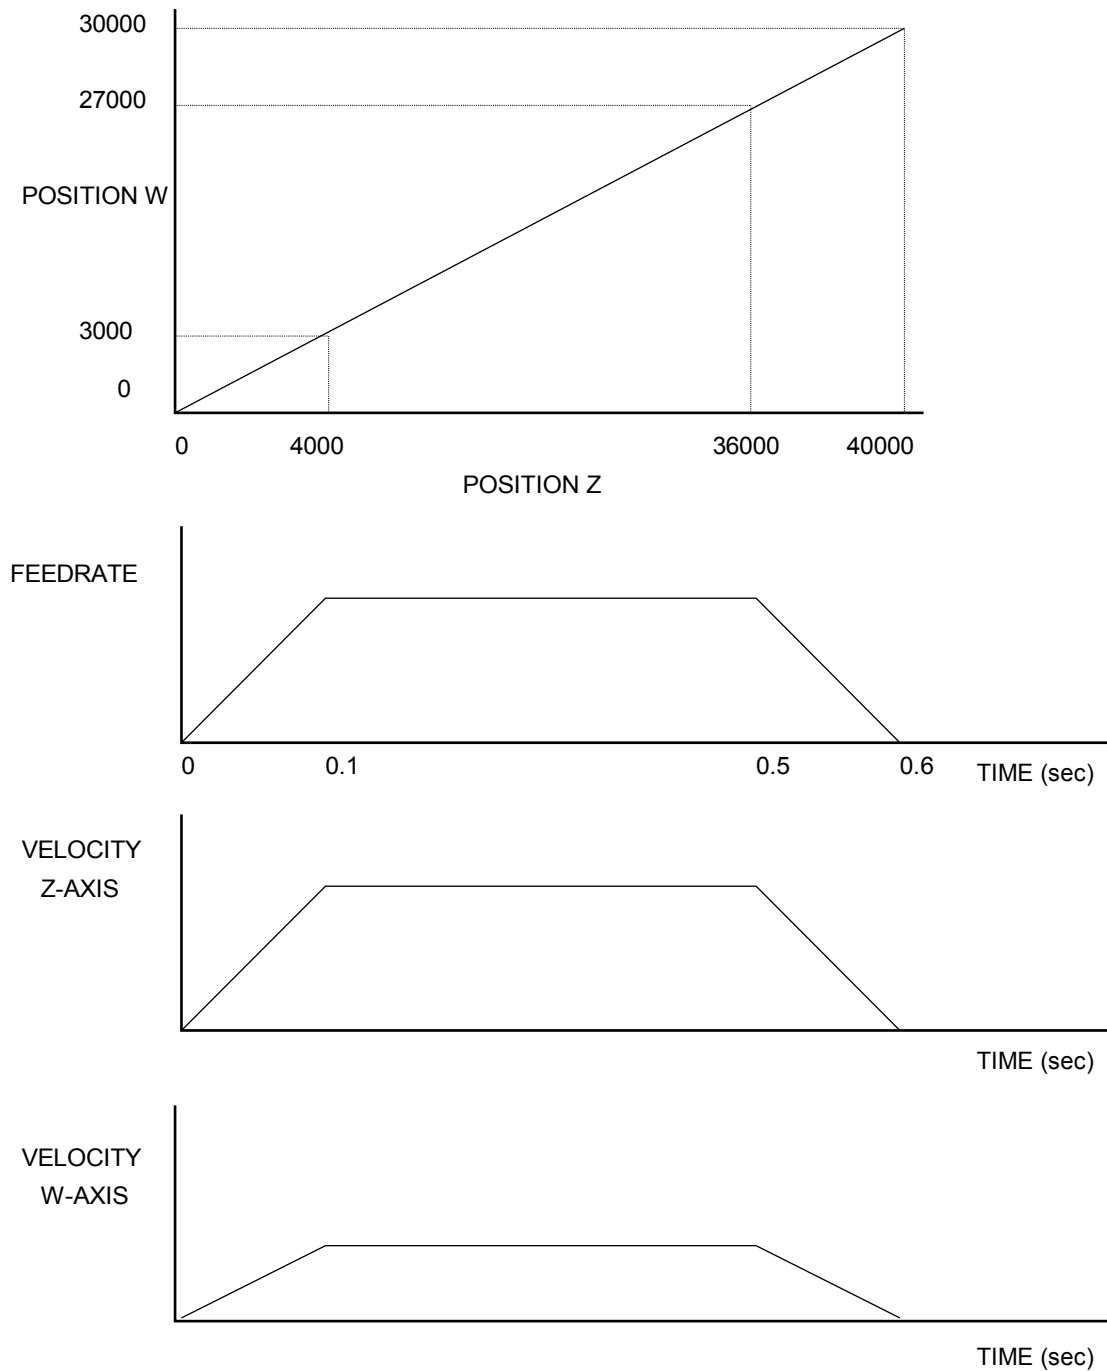 30000
27000
POSITION W
3000
0
0 4000 36000 40000
POSITION Z
FEEDRATE
0 0.1 0.5 0.6 TIME (sec)
VELOCITY
Z-AXIS
TIME (sec)
VELOCITY
W-AXIS
TIME (sec)